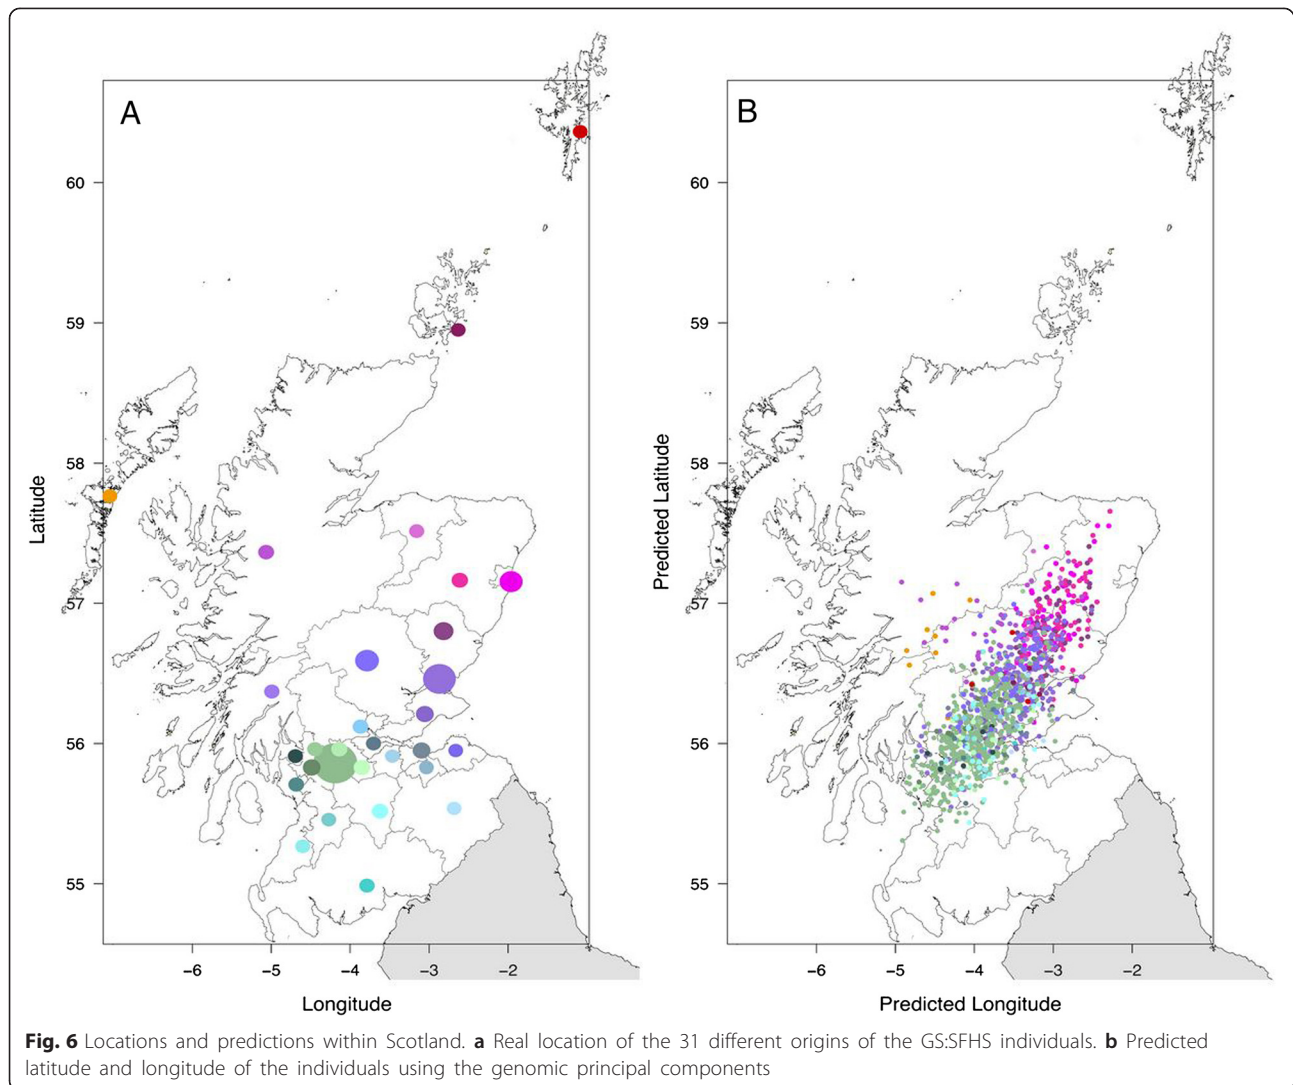 A
B
60
59
58
57
56
55
Latitude
-6
-5
-4
-3
-2
Longitude
60
59
58
57
56
55
Predicted Latitude
-6
-5
-4
-3
-2
Predicted Longitude
Fig. 6 Locations and predictions within Scotland. a Real location of the 31 different origins of the GS:SFHS individuals. b Predicted
latitude and longitude of the individuals using the genomic principal components